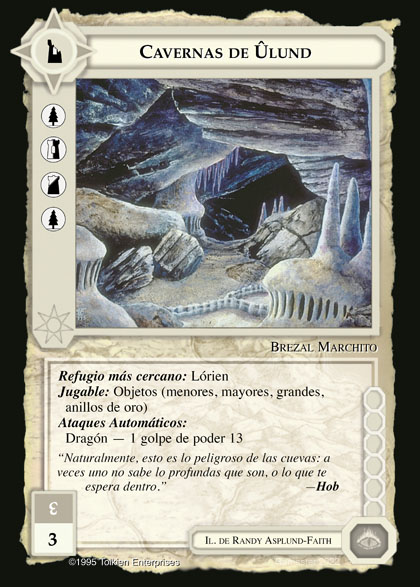 CAVERNAS DE ÛLUND
BREZAL MARCHITO
Refugio más cercano: Lórien
Jugable: Objetos (menores, mayores, grandes,
anillos de oro)
Ataques Automáticos:
Dragón — 1 golpe de poder 13
“Naturalmente, esto es lo peligroso de las cuevas: a
veces uno no sabe lo profundas que son, o lo que te
espera dentro.” —Hob
ε
3
IL. DE RANDY ASPLUND-FAITH
©1995 Tolkien Enterprises